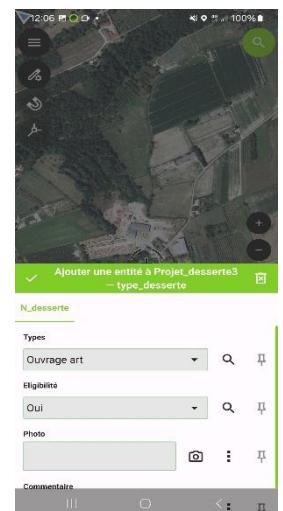 12:06
100%
Ajouter une entité à Projet_desserte3
— type_desserte
N_desserte
Types
Ouvrage art
Eligibilité
Oui
Photo
Commentaire